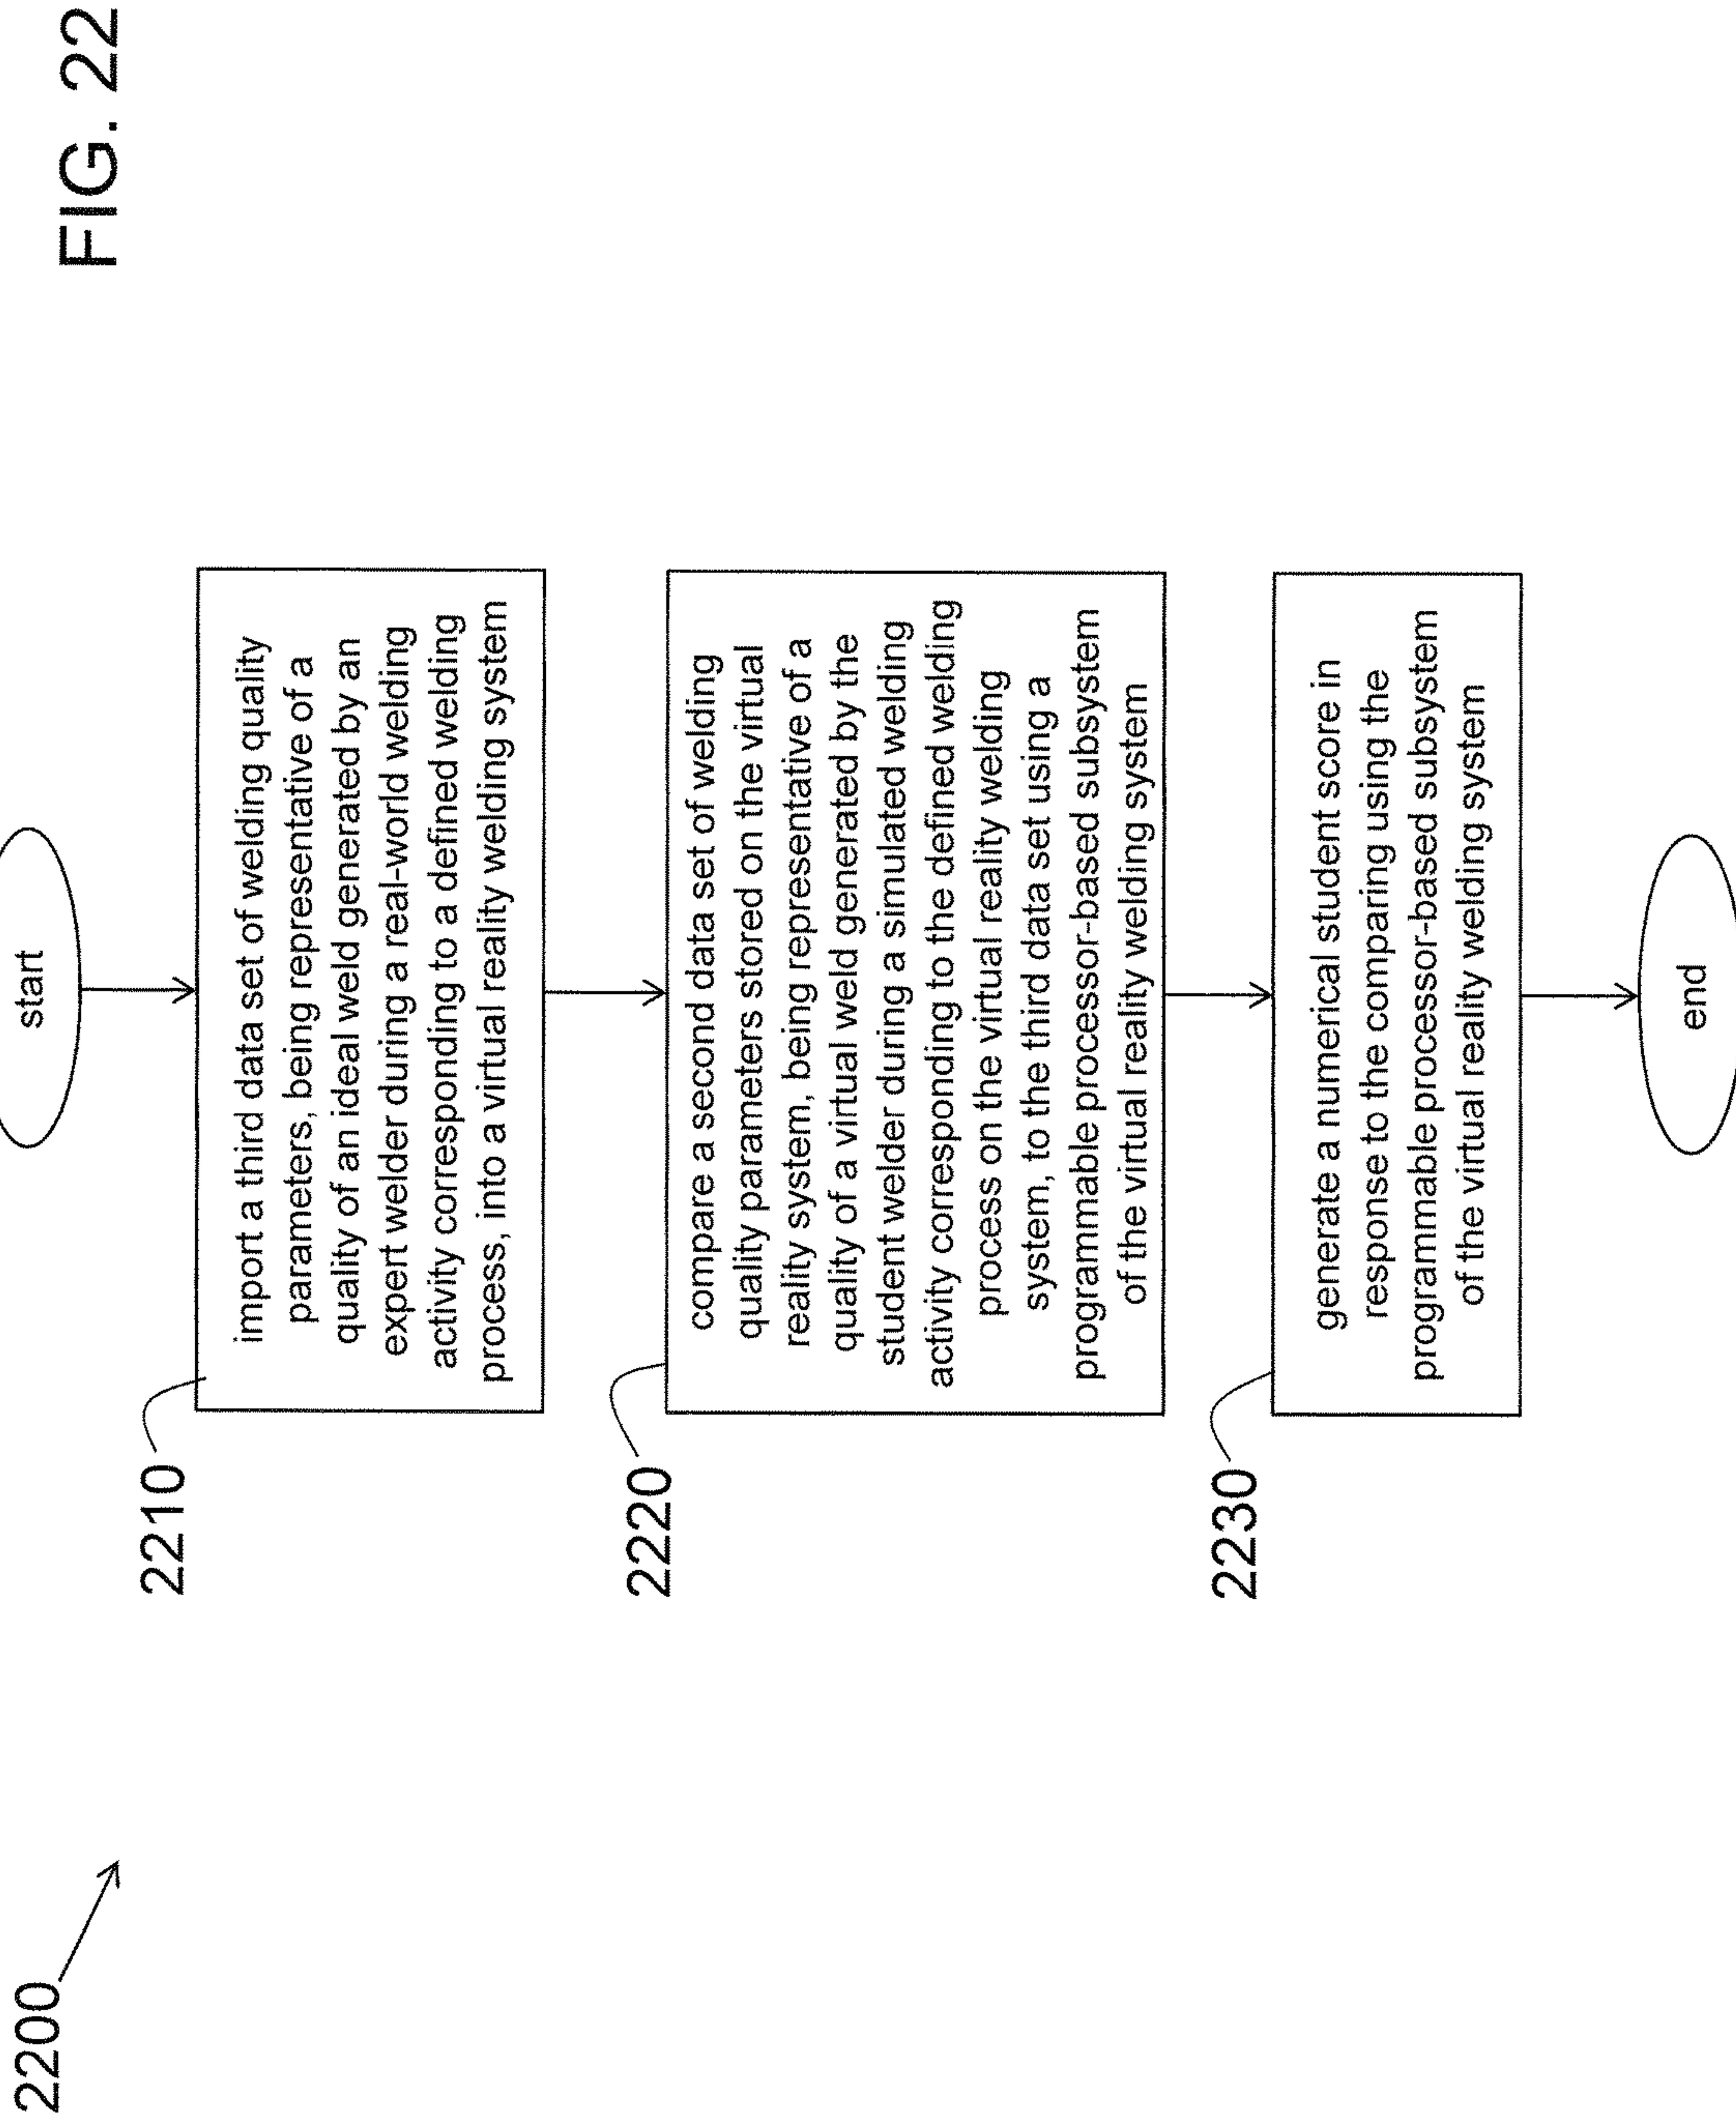 FIG. 22
2200
start
2210
import a third data set of welding quality
parameters, being representative of a
quality of an ideal weld generated by an
expert welder during a real-world welding
activity corresponding to a defined welding
process, into a virtual reality welding system
2220
compare a second data set of welding
quality parameters stored on the virtual
reality system, being representative of a
quality of a virtual weld generated by the
student welder during a simulated welding
activity corresponding to the defined welding
process on the virtual reality welding
system, to the third data set using a
programmable processor-based subsystem
of the virtual reality welding system
2230
generate a numerical student score in
response to the comparing using the
programmable processor-based subsystem
of the virtual reality welding system
end